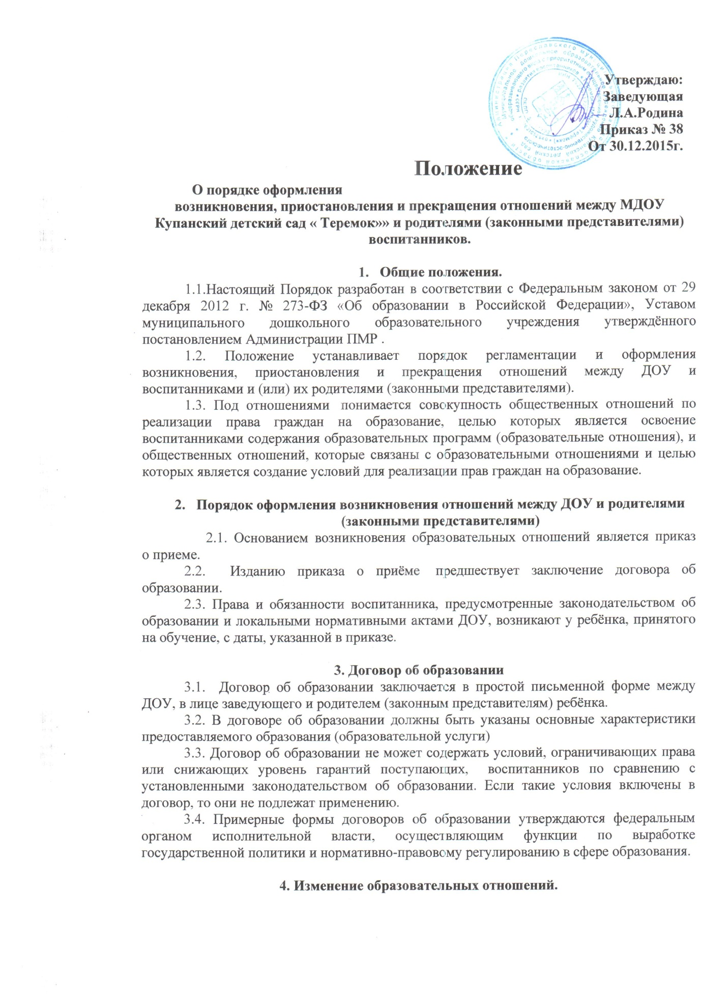 Утверждаю:
Заведующая
Л.А.Родина
Приказ № 38
От 30.12.2015г.
Положение
О порядке оформления
возникновения, приостановления и прекращения отношений между МДОУ
Купанский детский сад « Теремок»» и родителями (законными представителями)
воспитанников.
1. Общие положения.
1.1.Настоящий Порядок разработан в соответствии с Федеральным законом от 29
декабря 2012 г. № 273-ФЗ «Об образовании в Российской Федерации», Уставом
муниципального дошкольного образовательного учреждения утверждённого
постановлением Администрации ПМР .
1.2. Положение устанавливает порядок регламентации и оформления
возникновения, приостановления и прекращения отношений между ДОУ и
воспитанниками и (или) их родителями (законными представителями).
1.3. Под отношениями понимается совокупность общественных отношений по
реализации права граждан на образование, целью которых является освоение
воспитанниками содержания образовательных программ (образовательные отношения), и
общественных отношений, которые связаны с образовательными отношениями и целью
которых является создание условий для реализации прав граждан на образование.
2. Порядок оформления возникновения отношений между ДОУ и родителями
(законными представителями)
2.1. Основанием возникновения образовательных отношений является приказ
о приеме.
2.2. Изданию приказа о приёме предшествует заключение договора об
образовании.
2.3. Права и обязанности воспитанника, предусмотренные законодательством об
образовании и локальными нормативными актами ДОУ, возникают у ребёнка, принятого
на обучение, с даты, указанной в приказе.
3. Договор об образовании
3.1. Договор об образовании заключается в простой письменной форме между
ДОУ, в лице заведующего и родителем (законным представителям) ребёнка.
3.2. В договоре об образовании должны быть указаны основные характеристики
предоставляемого образования (образовательной услуги)
3.3. Договор об образовании не может содержать условий, ограничивающих права
или снижающих уровень гарантий поступающих, воспитанников по сравнению с
установленными законодательством об образовании. Если такие условия включены в
договор, то они не подлежат применению.
3.4. Примерные формы договоров об образовании утверждаются федеральным
органом исполнительной власти, осуществляющим функции по выработке
государственной политики и нормативно-правовому регулированию в сфере образования.
4. Изменение образовательных отношений.